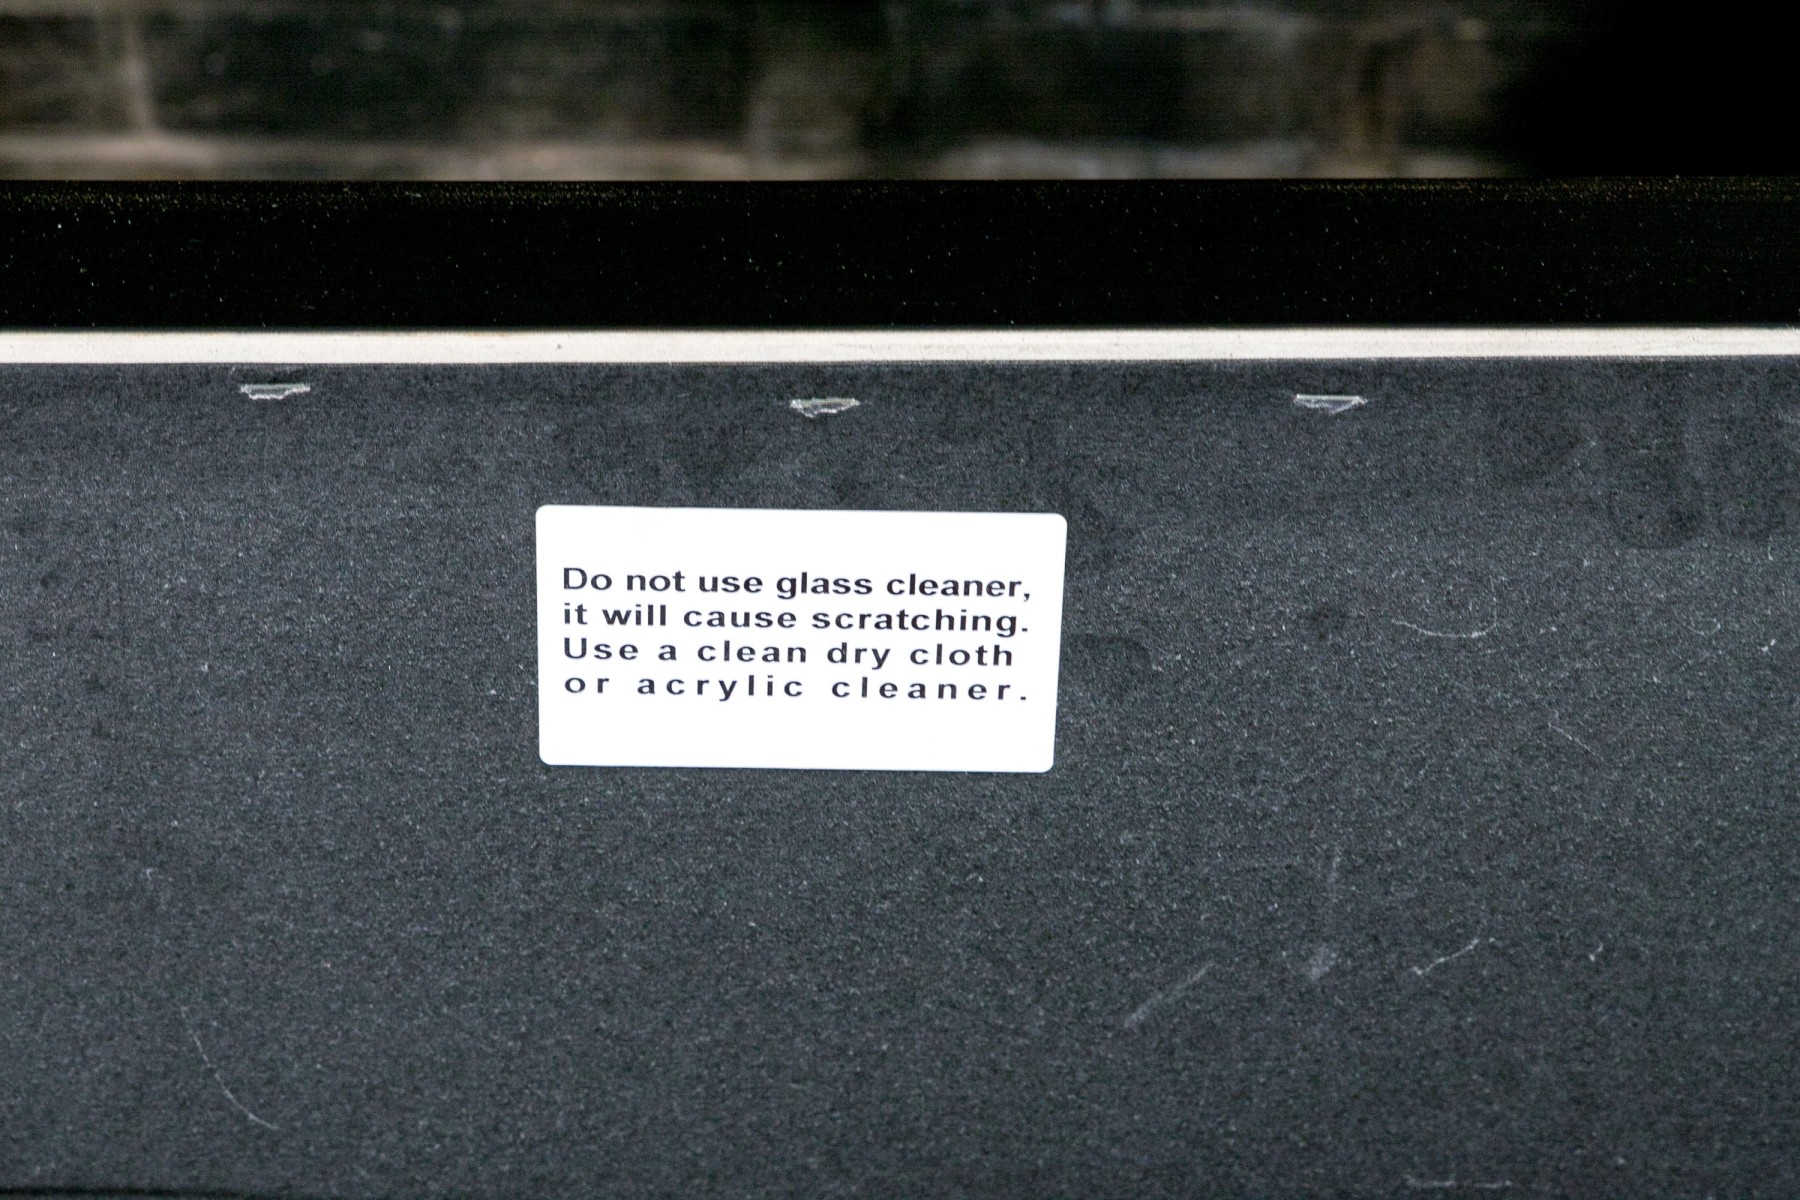 Do not use glass cleaner,
it will cause scratching.
Use a clean dry cloth
or acrylic cleaner.